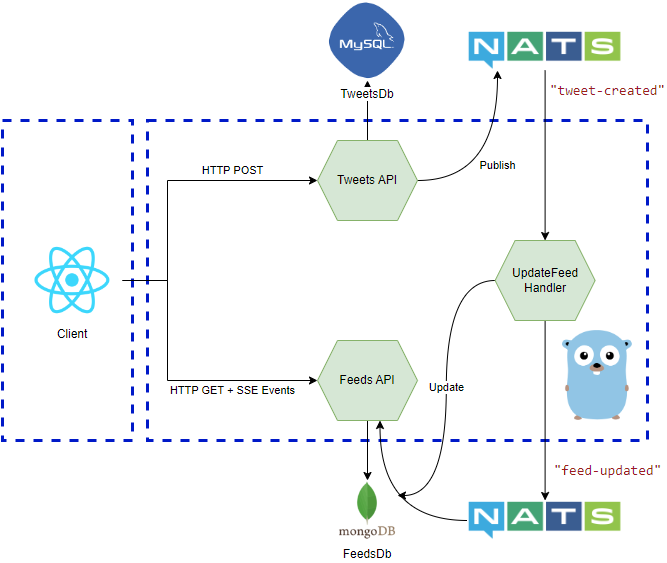 MySQL
TweetsDb
NATS
"tweet-created"
HTTP POST
Tweets API
Publish
UpdateFeed
Handler
Client
HTTP GET + SSE Events
Feeds API
Update
"feed-updated"
mongoDB
FeedsDb
NATS